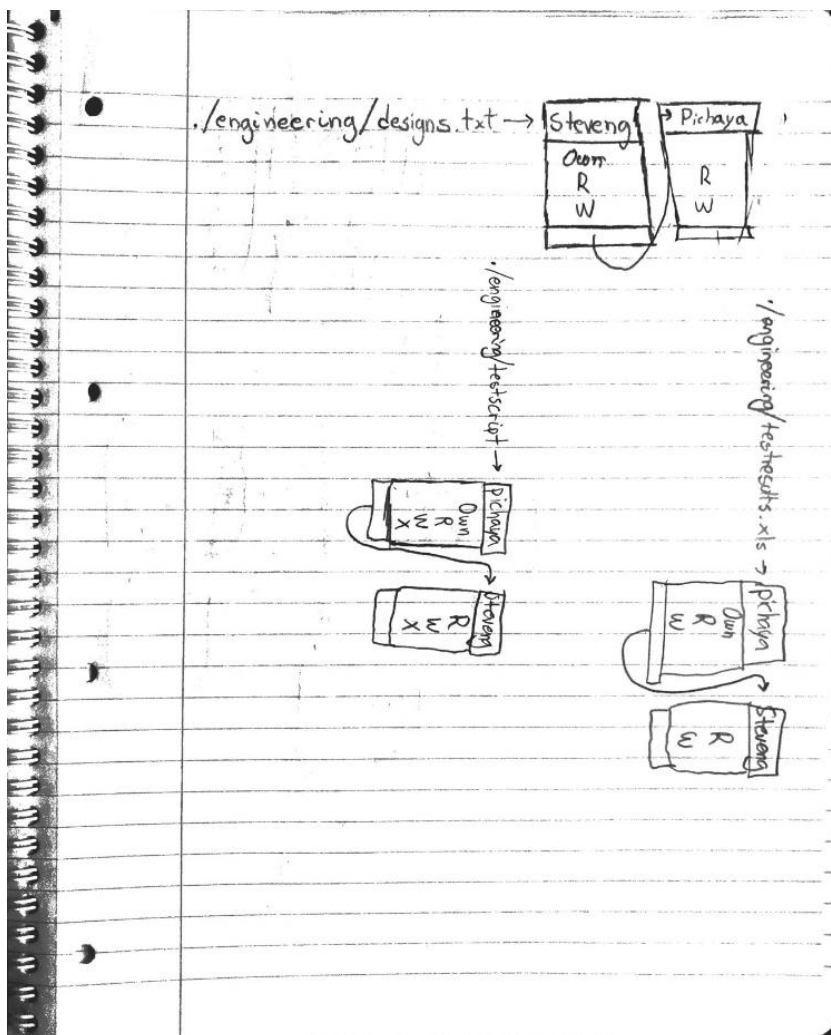 ./engineering/designs.txt → Steveng → Pichaya
Own
R
W
R
W
./engineering/testscript → pichaya
Own
R
W
X
Steveng
R
W
X
./engineering/testresults.xls → pichaya
Own
R
W
Steveng
R
W